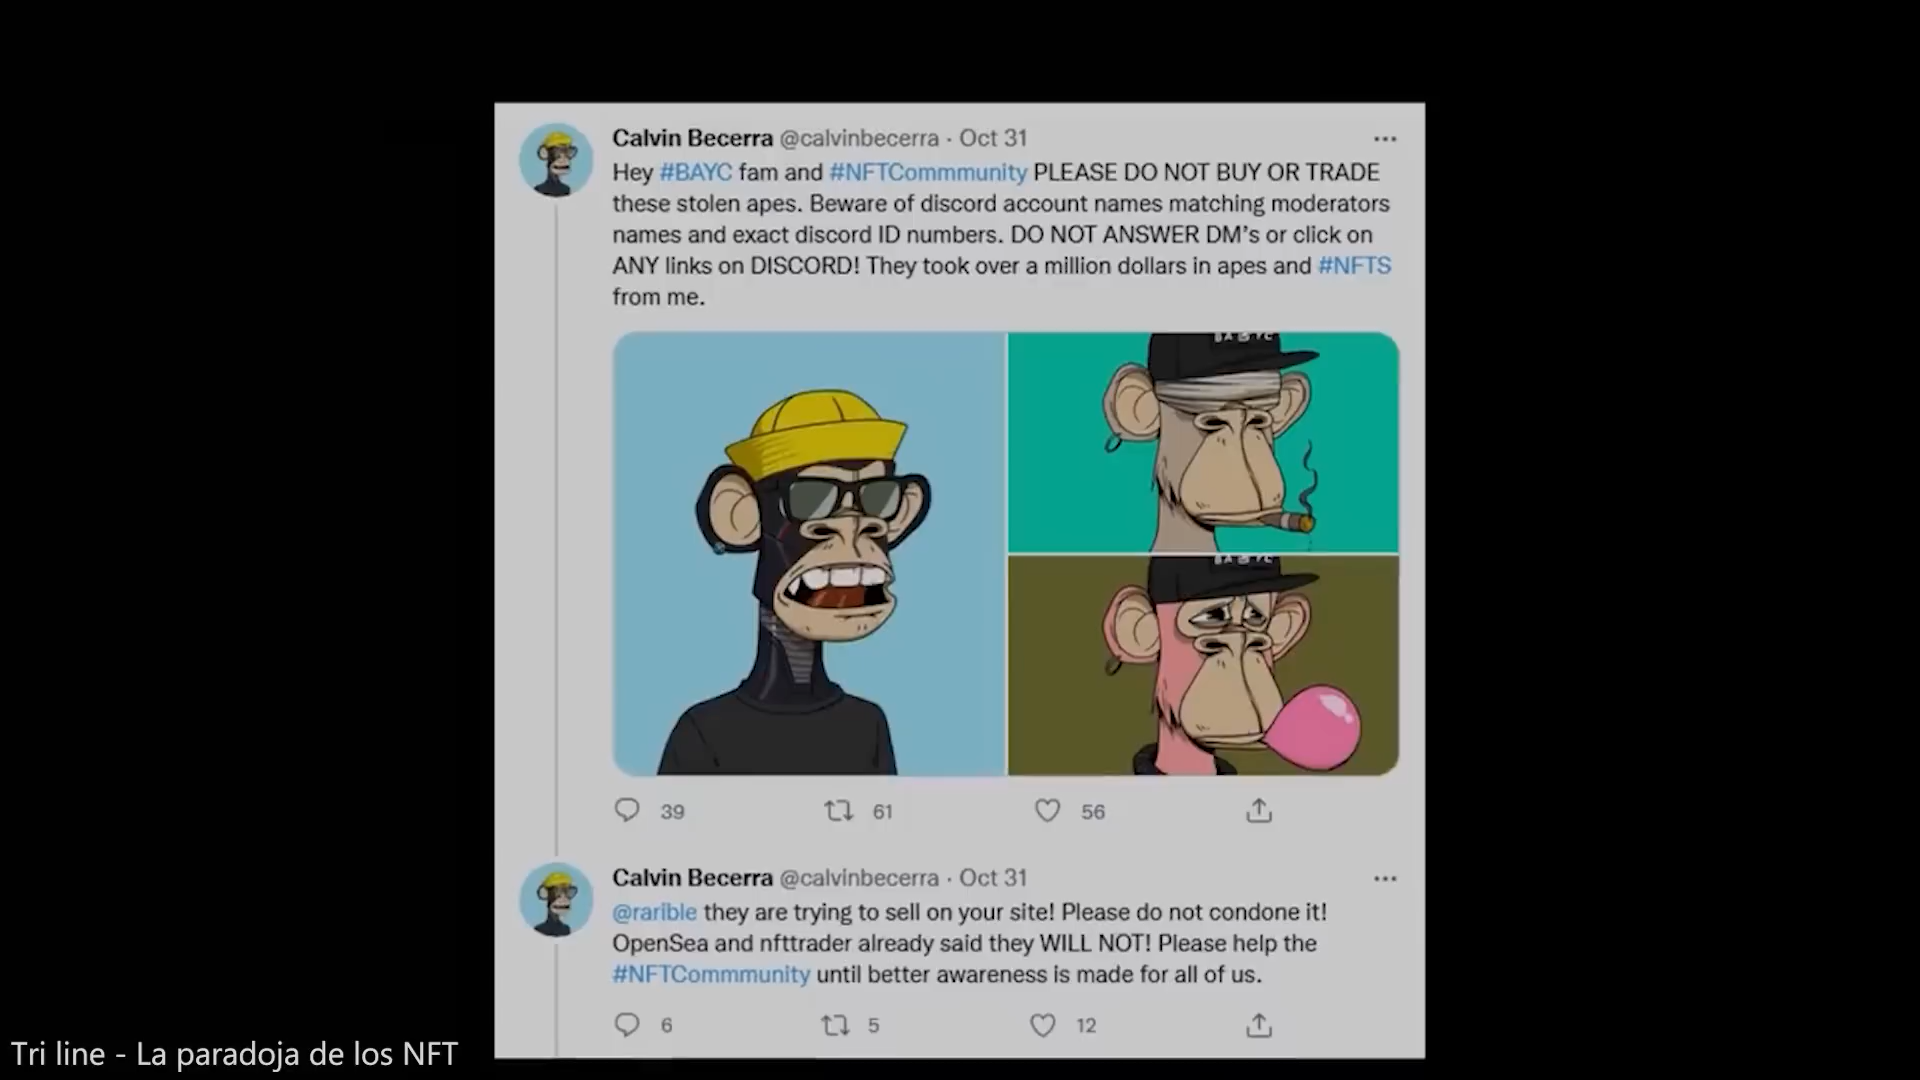 Calvin Becerra @calvinbecerra · Oct 31
Hey #BAYC fam and #NFTCommmunity PLEASE DO NOT BUY OR TRADE
these stolen apes. Beware of discord account names matching moderators
names and exact discord ID numbers. DO NOT ANSWER DM's or click on
ANY links on DISCORD! They took over a million dollars in apes and #NFTS
from me.
39 61 56
Calvin Becerra @calvinbecerra · Oct 31
@rarible they are trying to sell on your site! Please do not condone it!
OpenSea and nfttrader already said they WILL NOT! Please help the
#NFTCommmunity until better awareness is made for all of us.
6 5 12
Tri line - La paradoja de los NFT